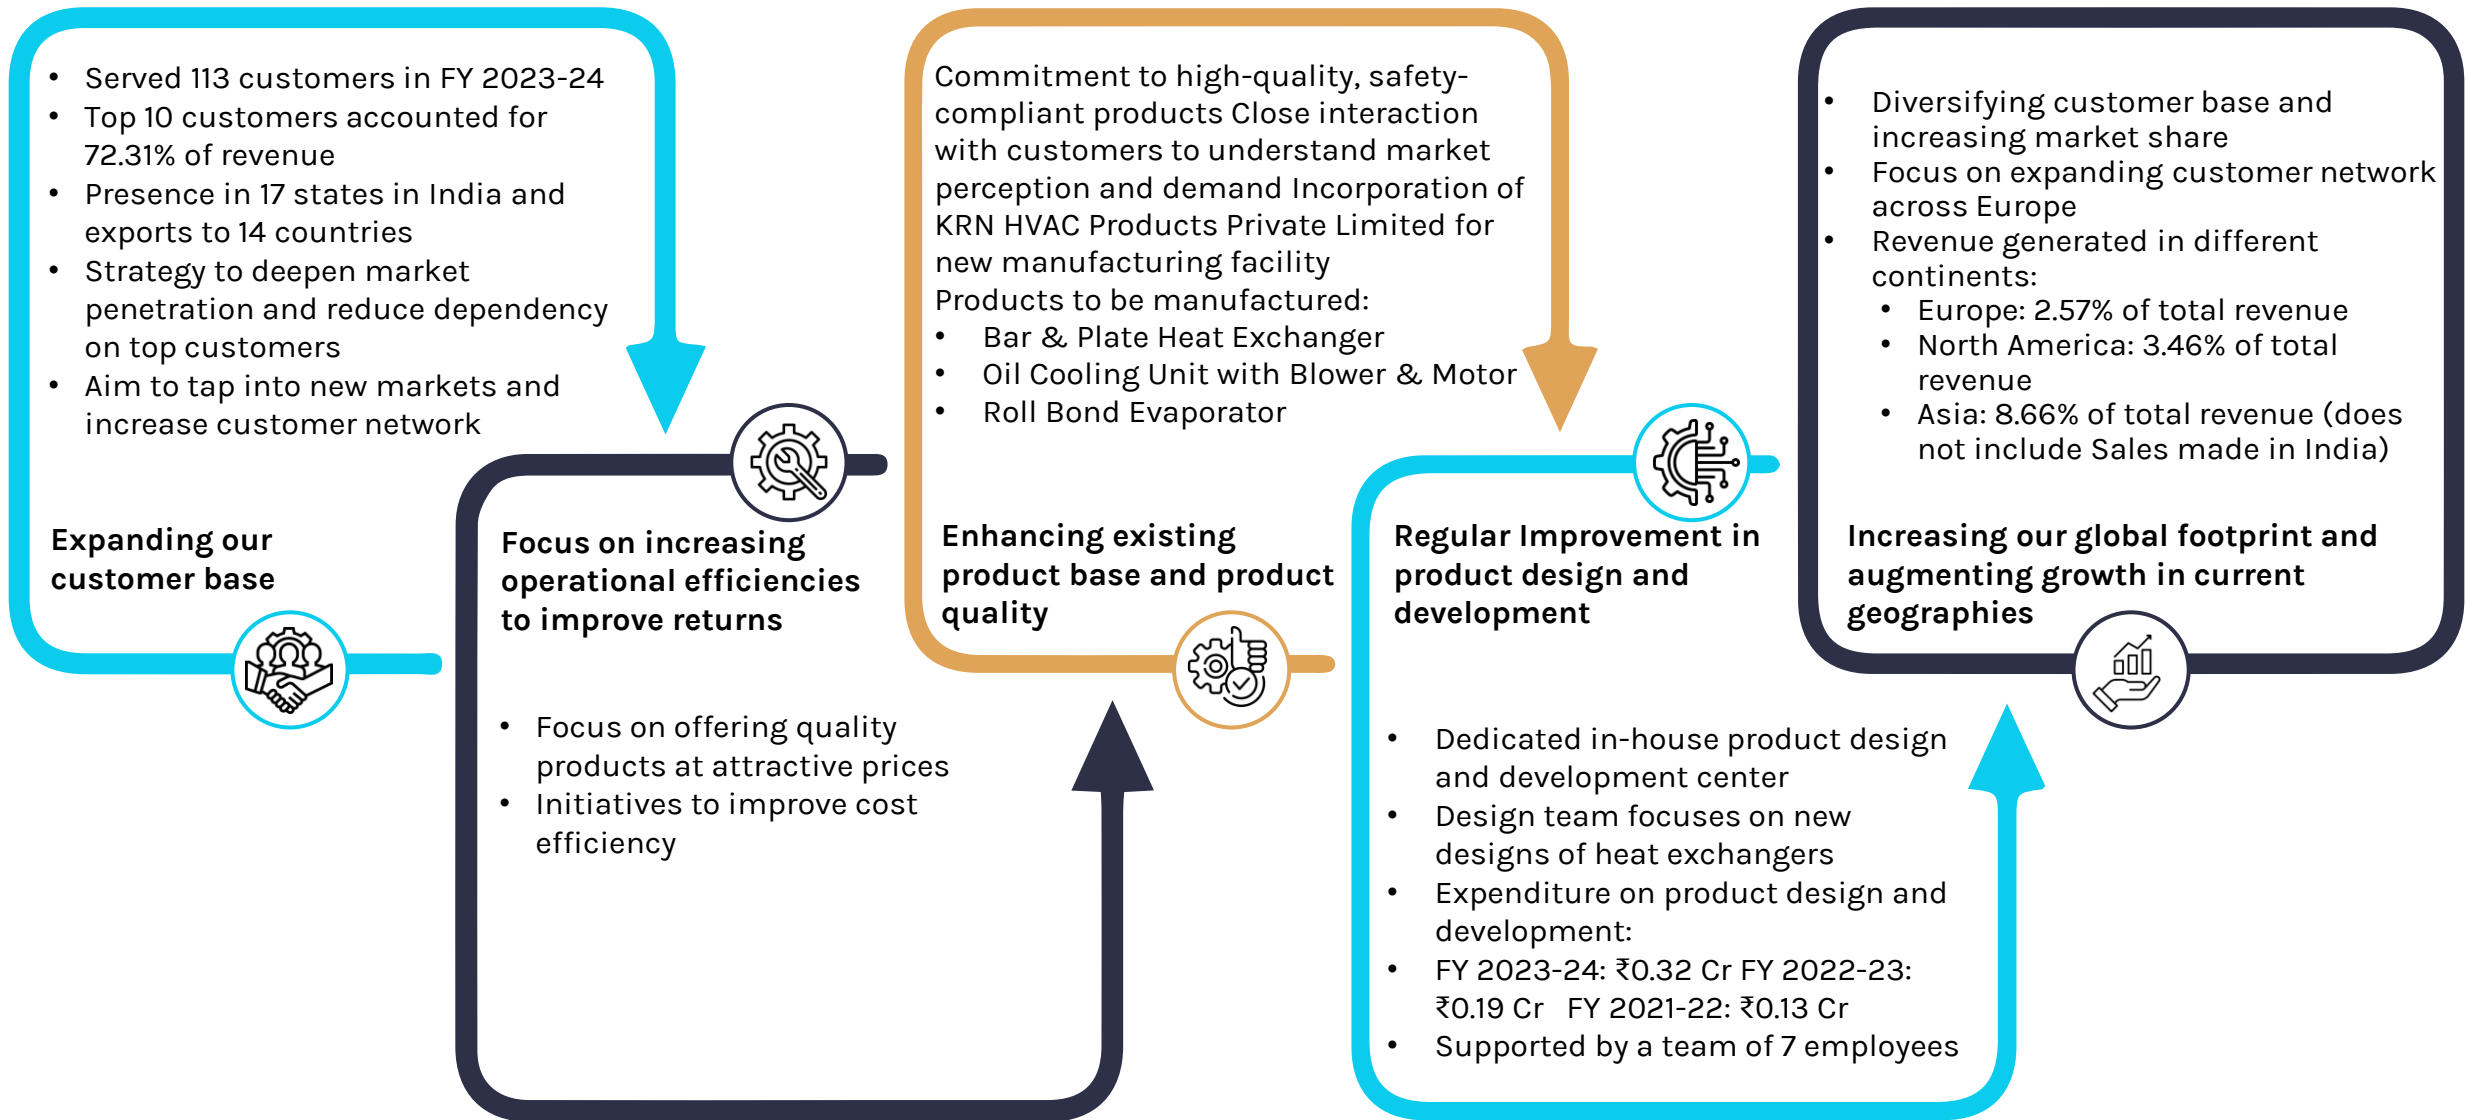 • Served 113 customers in FY 2023-24
• Top 10 customers accounted for
72.31% of revenue
• Presence in 17 states in India and
exports to 14 countries
• Strategy to deepen market
penetration and reduce dependency
on top customers
• Aim to tap into new markets and
increase customer network
Expanding our
customer base
Focus on increasing
operational efficiencies
to improve returns
• Focus on offering quality
products at attractive prices
• Initiatives to improve cost
efficiency
Commitment to high-quality, safety-
compliant products Close interaction
with customers to understand market
perception and demand Incorporation of
KRN HVAC Products Private Limited for
new manufacturing facility
Products to be manufactured:
• Bar & Plate Heat Exchanger
• Oil Cooling Unit with Blower & Motor
• Roll Bond Evaporator
Enhancing existing
product base and product
quality
Regular Improvement in
product design and
development
• Dedicated in-house product design
and development center
• Design team focuses on new
designs of heat exchangers
• Expenditure on product design and
development:
• FY 2023-24: ₹0.32 Cr FY 2022-23:
₹0.19 Cr FY 2021-22: ₹0.13 Cr
• Supported by a team of 7 employees
• Diversifying customer base and
increasing market share
• Focus on expanding customer network
across Europe
• Revenue generated in different
continents:
• Europe: 2.57% of total revenue
• North America: 3.46% of total
revenue
• Asia: 8.66% of total revenue (does
not include Sales made in India)
Increasing our global footprint and
augmenting growth in current
geographies